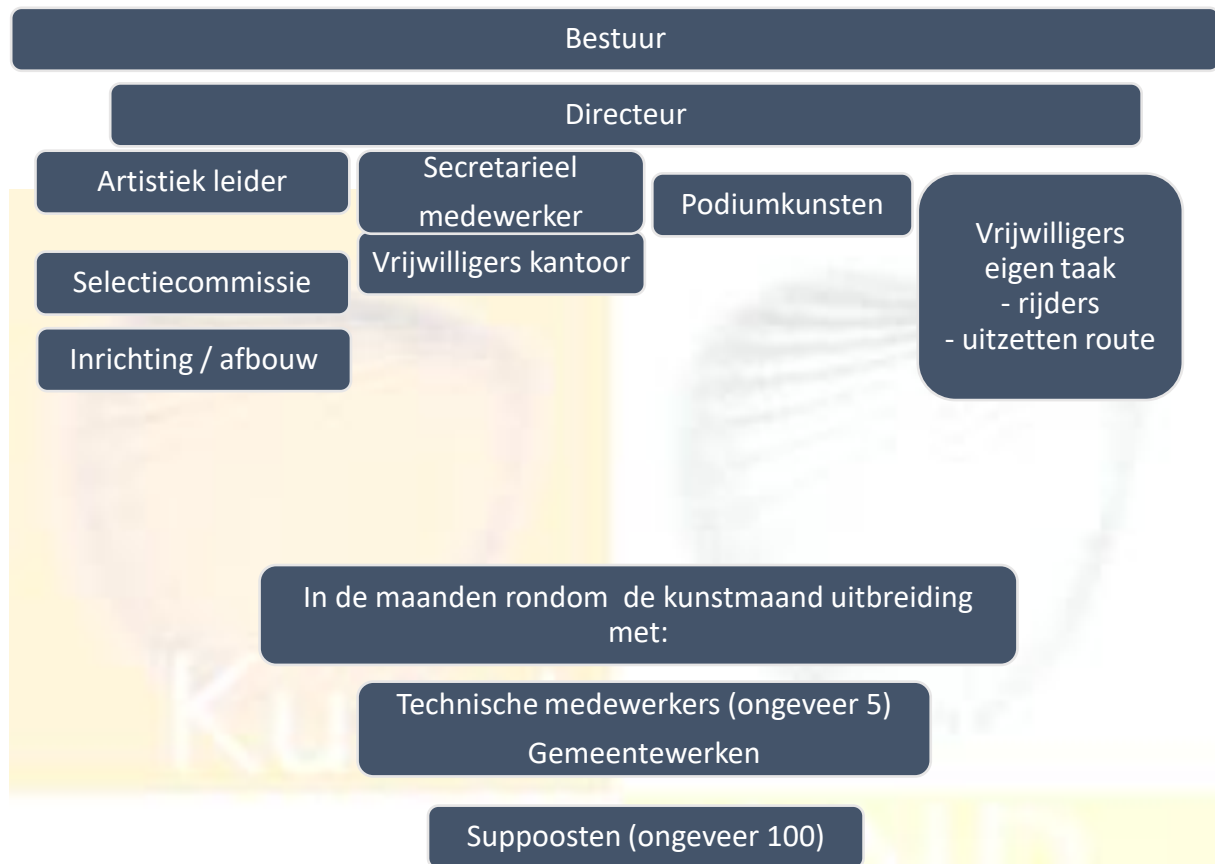 Bestuur
Directeur
Artistiek leider
Selectiecommissie
Inrichting / afbouw
Secretarieel
medewerker
Vrijwilligers kantoor
Podiumkunsten
Vrijwilligers
eigen taak
- rijders
- uitzetten route
In de maanden rondom de kunstmaand uitbreiding
met:
Technische medewerkers (ongeveer 5)
Gemeentewerken
Suppoosten (ongeveer 100)